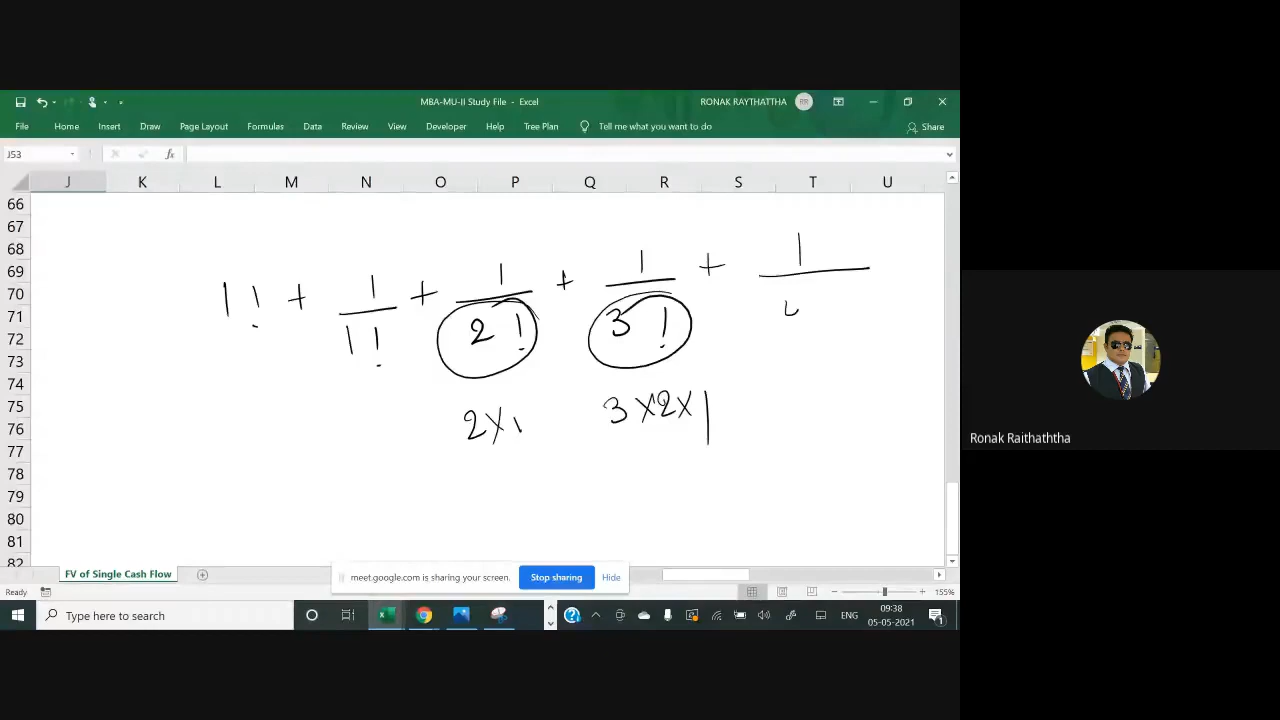 MBA-MU-II Study File - Excel
RONAK RAYTHATTHA RR
File Home Insert Draw Page Layout Formulas Data Review View Developer Help Tree Plan Tell me what you want to do Share
J53 fx
J K L M N O P Q R S T U
66
67
68
69
70
71
72
73
74
75
76
77
78
79
80
81
82
1! + 1/1! + 1/2! + 1/3! + 1/
2×1 3×2×1
Ronak Raithaththa
FV of Single Cash Flow
meet.google.com is sharing your screen. Stop sharing Hide
Ready 155%
Type here to search ENG 09:38
05-05-2021 1